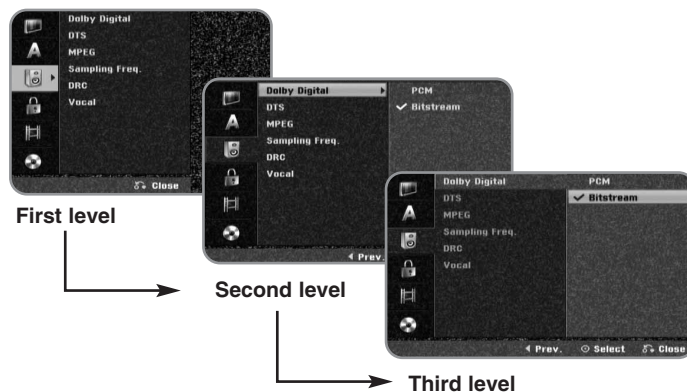 Dolby Digital
DTS
MPEG
Sampling Freq.
DRC
Vocal
Close
First level
Dolby Digital
DTS
MPEG
Sampling Freq.
DRC
Vocal
PCM
Bitstream
Prev.
Second level
Dolby Digital
DTS
MPEG
Sampling Freq.
DRC
Vocal
PCM
Bitstream
Prev.
Select
Close
Third level